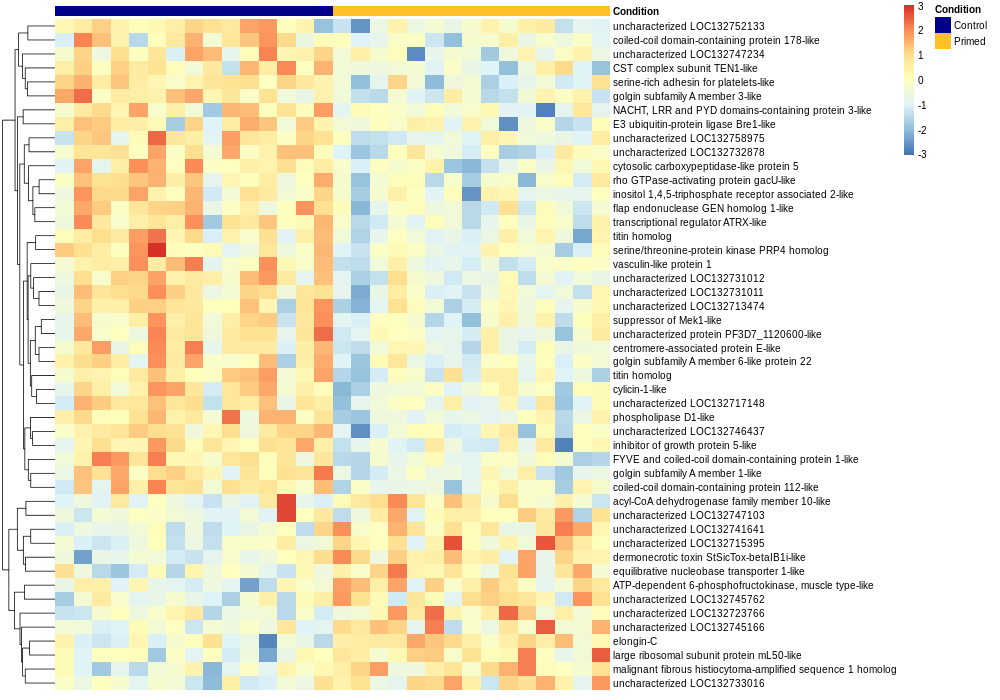 Condition
uncharacterized LOC132752133
coiled-coil domain-containing protein 178-like
uncharacterized LOC132747234
CST complex subunit TEN1-like
serine-rich adhesin for platelets-like
golgin subfamily A member 3-like
NACHT, LRR and PYD domains-containing protein 3-like
E3 ubiquitin-protein ligase Bre1-like
uncharacterized LOC132758975
uncharacterized LOC132732878
cytosolic carboxypeptidase-like protein 5
rho GTPase-activating protein gacU-like
inositol 1,4,5-triphosphate receptor associated 2-like
flap endonuclease GEN homolog 1-like
transcriptional regulator ATRX-like
titin homolog
serine/threonine-protein kinase PRP4 homolog
vasculin-like protein 1
uncharacterized LOC132731012
uncharacterized LOC132731011
uncharacterized LOC132713474
suppressor of Mek1-like
uncharacterized protein PF3D7_1120600-like
centromere-associated protein E-like
golgin subfamily A member 6-like protein 22
titin homolog
cylicin-1-like
uncharacterized LOC132717148
phospholipase D1-like
uncharacterized LOC132746437
inhibitor of growth protein 5-like
FYVE and coiled-coil domain-containing protein 1-like
golgin subfamily A member 1-like
coiled-coil domain-containing protein 112-like
acyl-CoA dehydrogenase family member 10-like
uncharacterized LOC132747103
uncharacterized LOC132741641
uncharacterized LOC132715395
dermonecrotic toxin StSicTox-betaIB1i-like
equilibrative nucleobase transporter 1-like
ATP-dependent 6-phosphofructokinase, muscle type-like
uncharacterized LOC132745762
uncharacterized LOC132723766
uncharacterized LOC132745166
elongin-C
large ribosomal subunit protein mL50-like
malignant fibrous histiocytoma-amplified sequence 1 homolog
uncharacterized LOC132733016
3
2
1
0
-1
-2
-3
Condition
Control
Primed